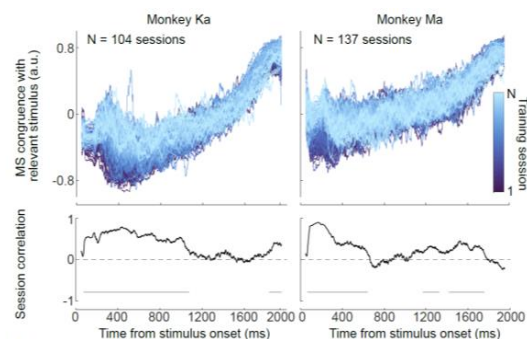 Monkey Ka
Monkey Ma
N = 104 sessions
N = 137 sessions
MS congruence with
relevant stimulus (a.u.)
0.8
0
-0.8
N
Training session
1
Session correlation
1
0
-1
0 400 800 1200 1600 2000
0 400 800 1200 1600 2000
Time from stimulus onset (ms)
Time from stimulus onset (ms)